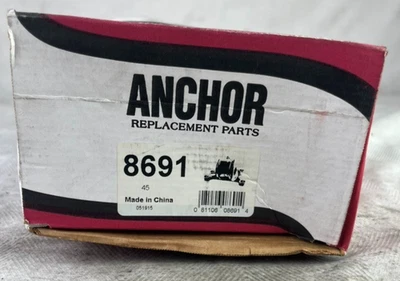 ANCHOR
REPLACEMENT PARTS
8691
45
Made in China
051915
0 81106 08691 4